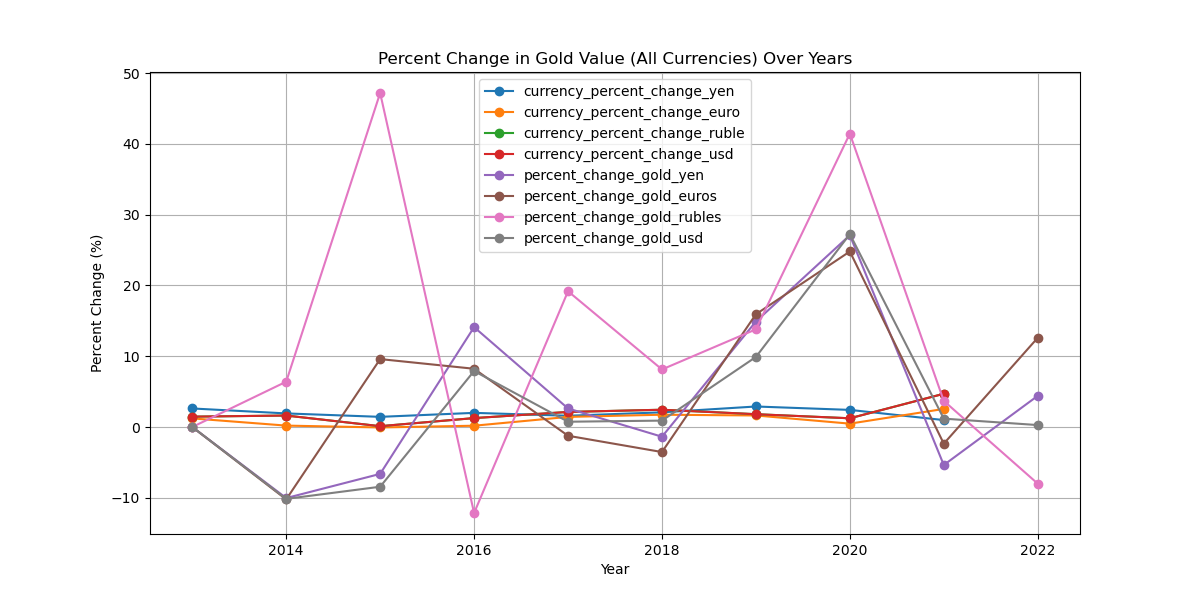 Percent Change in Gold Value (All Currencies) Over Years
50
40
30
20
10
0
−10
Percent Change (%)
currency_percent_change_yen
currency_percent_change_euro
currency_percent_change_ruble
currency_percent_change_usd
percent_change_gold_yen
percent_change_gold_euros
percent_change_gold_rubles
percent_change_gold_usd
2014 2016 2018 2020 2022
Year